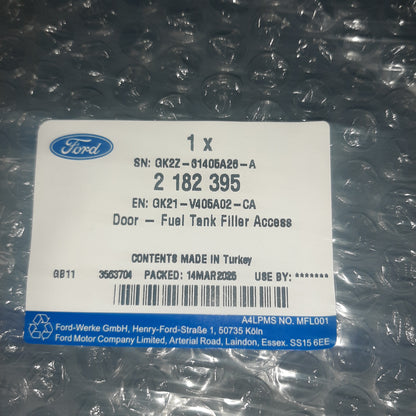 Ford
1 x
SN: GK2Z-61405A26-A
2 182 395
EN: GK21-V405A02-CA
Door - Fuel Tank Filler Access
CONTENTS MADE IN Turkey
GB11 3563704 PACKED: 14MAR2025 USE BY: *******
A4LPMS NO. MFL001
Ford-Werke GmbH, Henry-Ford-Straße 1, 50735 Köln
Ford Motor Company Limited, Arterial Road, Laindon, Essex. SS15 6EE